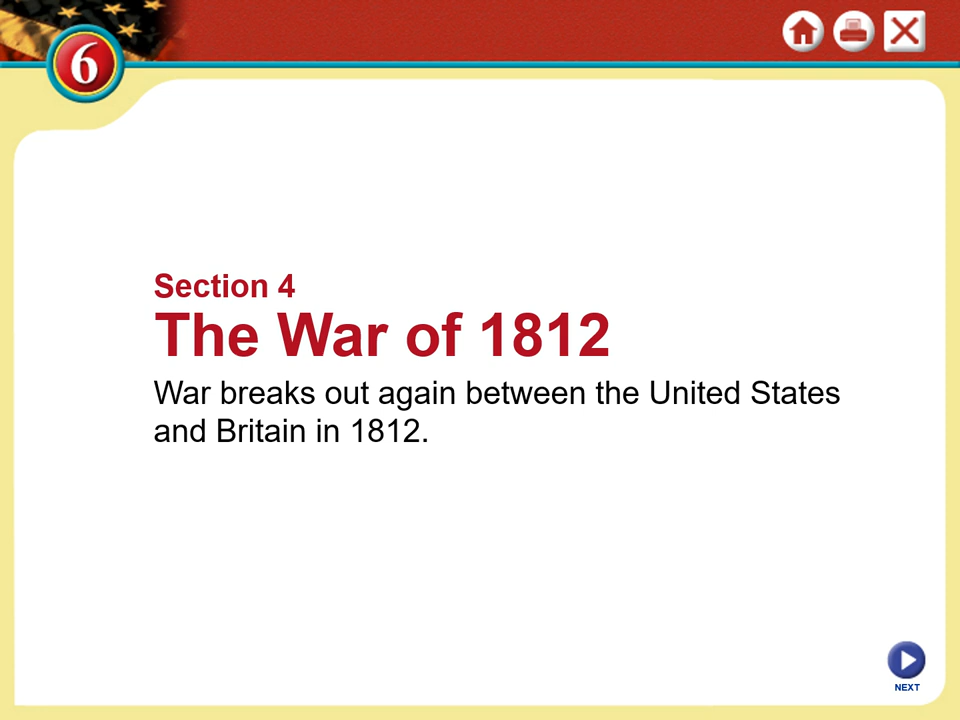 6
Section 4
The War of 1812
War breaks out again between the United States
and Britain in 1812.
NEXT